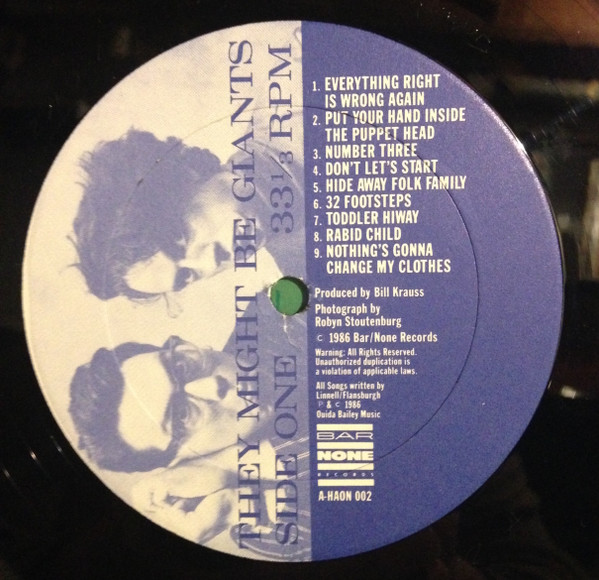 THEY MIGHT BE GIANTS
SIDE ONE 33 1/3 RPM
1. EVERYTHING RIGHT
IS WRONG AGAIN
2. PUT YOUR HAND INSIDE
THE PUPPET HEAD
3. NUMBER THREE
4. DON'T LET'S START
5. HIDE AWAY FOLK FAMILY
6. 32 FOOTSTEPS
7. TODDLER HIWAY
8. RABID CHILD
9. NOTHING'S GONNA
CHANGE MY CLOTHES
Produced by Bill Krauss
Photograph by
Robyn Stoutenburg
C 1986 Bar/None Records
Warning: All Rights Reserved.
Unauthorized duplication is
a violation of applicable laws.
All Songs written by
Linnell/Flansburgh
P & C 1986
Ouida Bailey Music
BAR
NONE
RECORDS
A-HAON 002